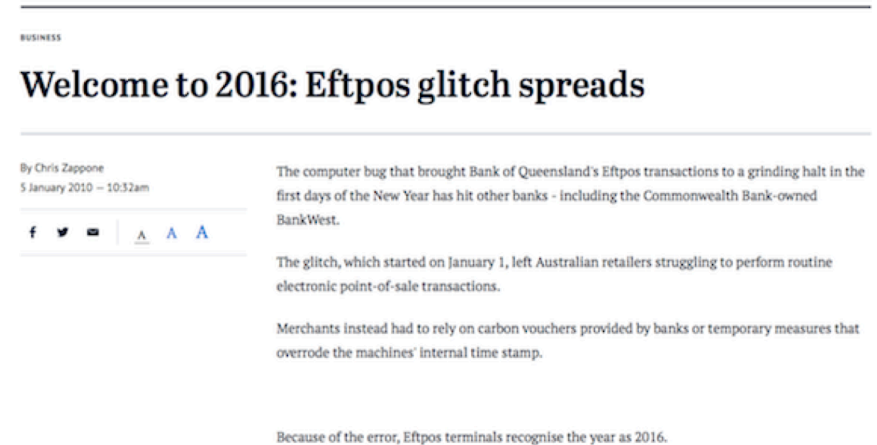 BUSINESS
Welcome to 2016: Eftpos glitch spreads
By Chris Zappone
5 January 2010 — 10:32am
A A A
The computer bug that brought Bank of Queensland's Eftpos transactions to a grinding halt in the
first days of the New Year has hit other banks - including the Commonwealth Bank-owned
BankWest.
The glitch, which started on January 1, left Australian retailers struggling to perform routine
electronic point-of-sale transactions.
Merchants instead had to rely on carbon vouchers provided by banks or temporary measures that
overrode the machines' internal time stamp.
Because of the error, Eftpos terminals recognise the year as 2016.